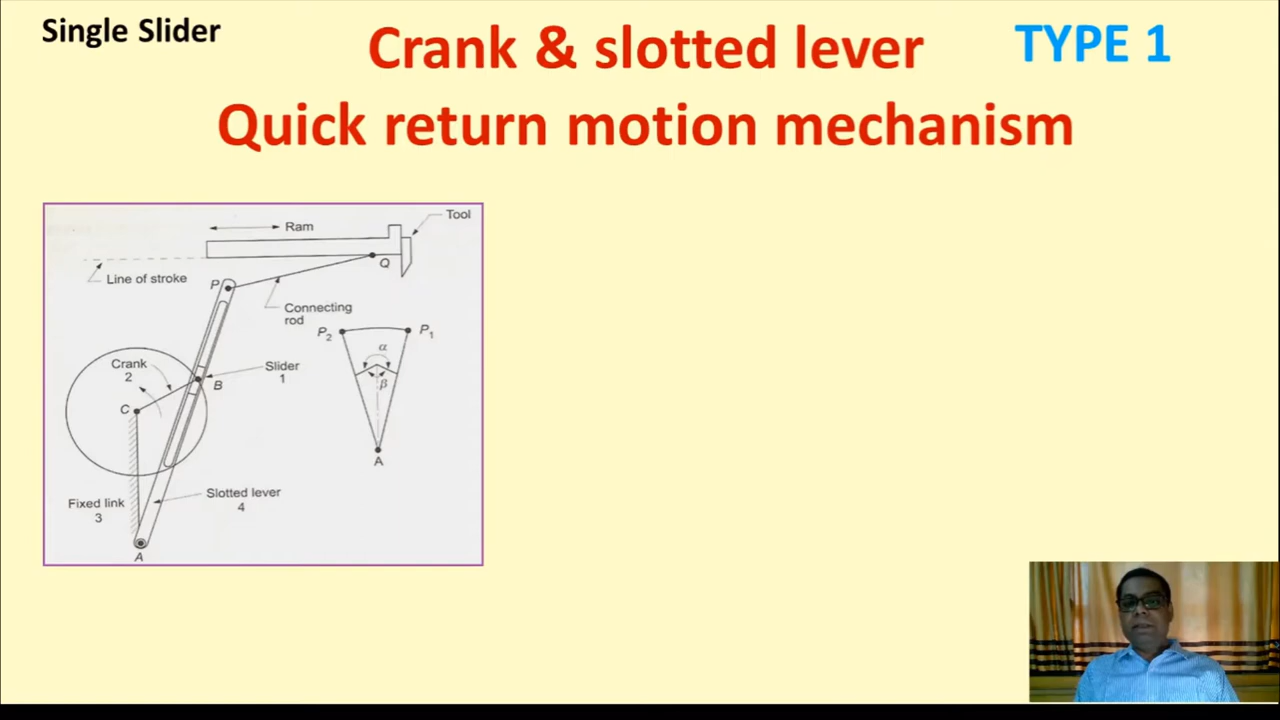 Single Slider
Crank & slotted lever
TYPE 1
Quick return motion mechanism
Tool
Ram
Q
Line of stroke
P
Connecting
rod
P2
P1
α
Crank
2
Slider
1
B
β
C
A
Slotted lever
4
Fixed link
3
A